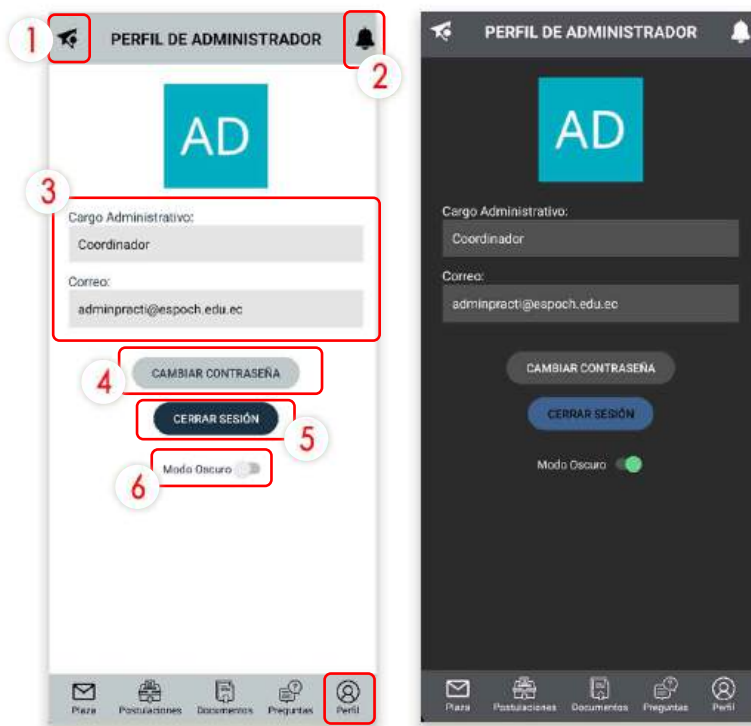 1
PERFIL DE ADMINISTRADOR
2
AD
3
Cargo Administrativo:
Coordinador
Correo:
adminpracti@espoch.edu.ec
4
CAMBIAR CONTRASEÑA
CERRAR SESIÓN
5
Modo Oscuro
6
Plaza
Postulaciones
Documentos
Preguntas
Perfil
PERFIL DE ADMINISTRADOR
AD
Cargo Administrativo:
Coordinador
Correo:
adminpracti@espoch.edu.ec
CAMBIAR CONTRASEÑA
CERRAR SESIÓN
Modo Oscuro
Plaza
Postulaciones
Documentos
Preguntas
Perfil